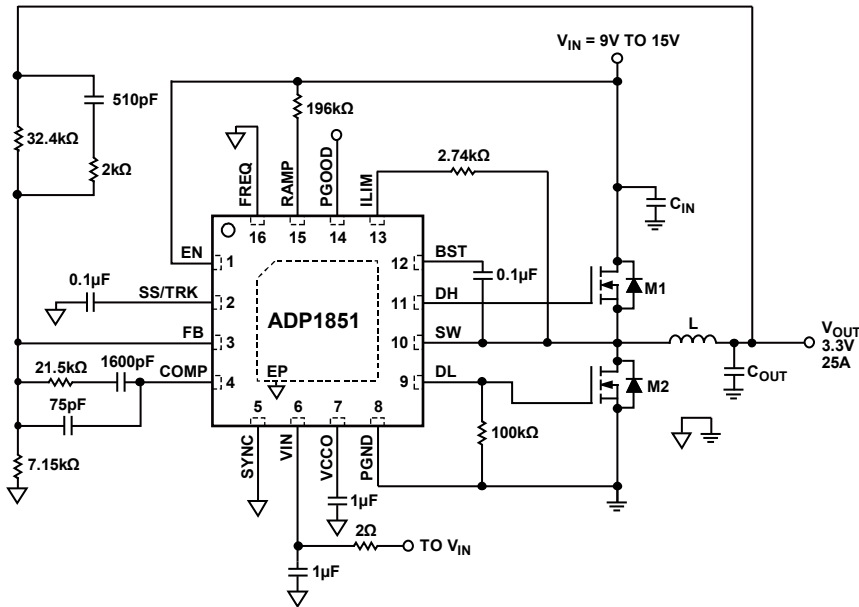 V_IN = 9V TO 15V
510pF
32.4kΩ
2kΩ
196kΩ
2.74kΩ
FREQ
RAMP
PGOOD
ILIM
C_IN
16
15
14
13
EN
1
12
BST
0.1µF
0.1µF
SS/TRK
2
11
DH
M1
ADP1851
FB
3
10
SW
L
V_OUT
3.3V
25A
21.5kΩ
1600pF
COMP
4
EP
9
DL
C_OUT
M2
75pF
5
6
7
8
7.15kΩ
SYNC
VIN
VCCO
PGND
100kΩ
1µF
2Ω
TO V_IN
1µF